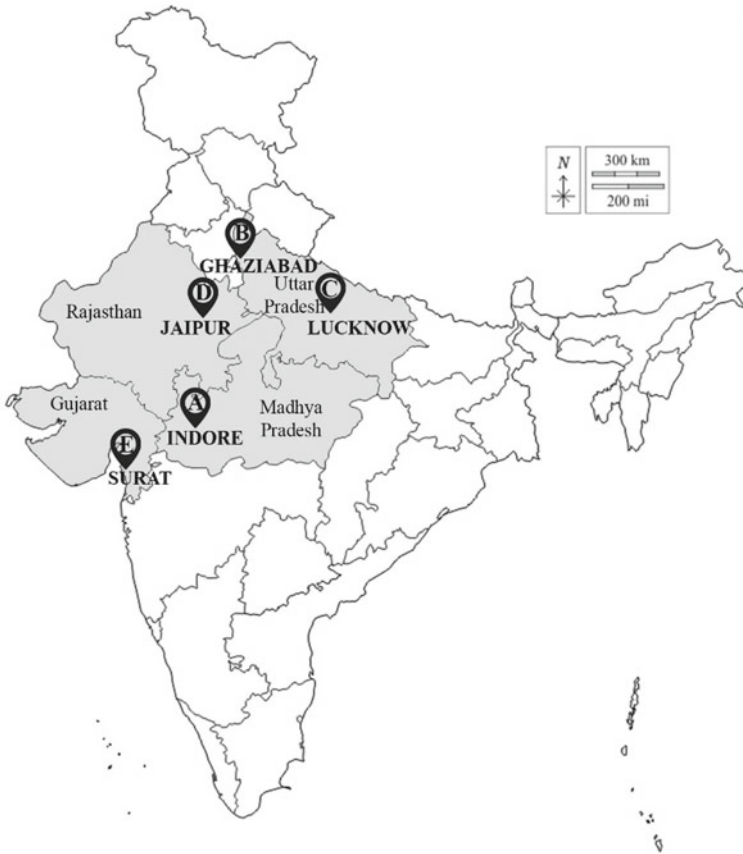 N
300 km
200 mi
B
GHAZIABAD
Uttar
Pradesh
C
LUCKNOW
D
JAIPUR
Rajasthan
Gujarat
A
INDORE
Madhya
Pradesh
E
SURAT